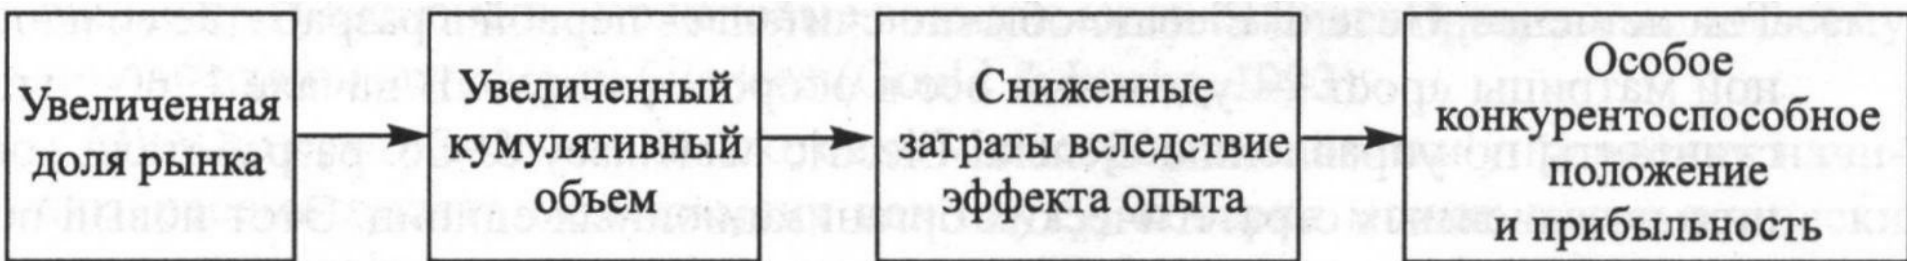 Увеличенная
доля рынка
Увеличенный
кумулятивный
объем
Сниженные
затраты вследствие
эффекта опыта
Особое
конкурентоспособное
положение
и прибыльность